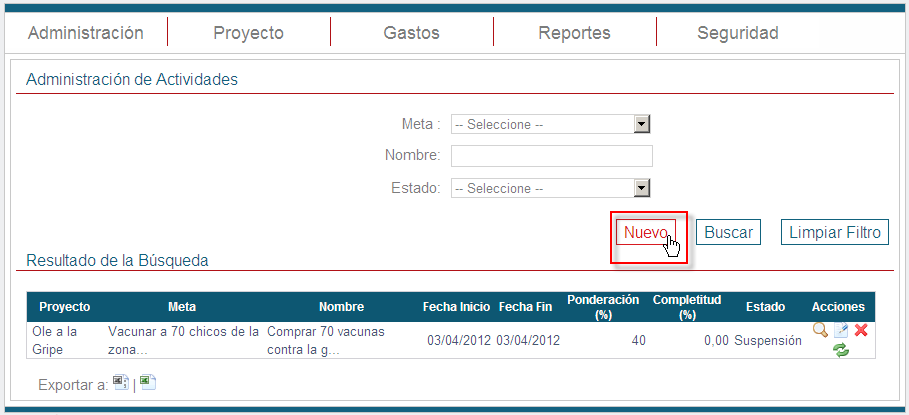 Administración Proyecto Gastos Reportes Seguridad
Administración de Actividades
Meta : -- Seleccione --
Nombre:
Estado: -- Seleccione --
Nuevo Buscar Limpiar Filtro
Resultado de la Búsqueda
Proyecto Meta Nombre Fecha Inicio Fecha Fin Ponderación (%) Completitud (%) Estado Acciones
Ole a la Gripe Vacunar a 70 chicos de la zona... Comprar 70 vacunas contra la g... 03/04/2012 03/04/2012 40 0,00 Suspensión
Exportar a: |